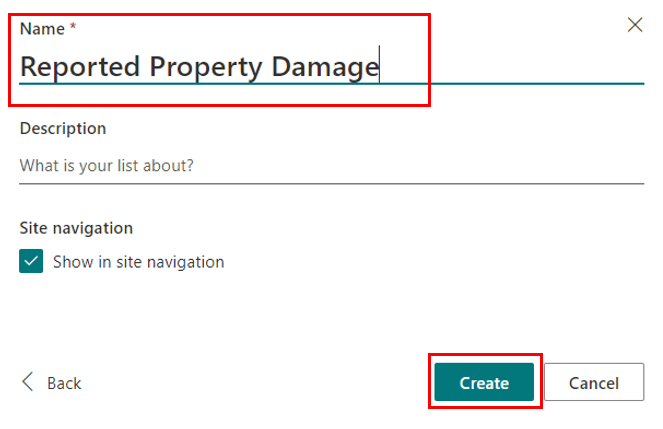 Name *
Reported Property Damage
Description
What is your list about?
Site navigation
Show in site navigation
Back
Create
Cancel